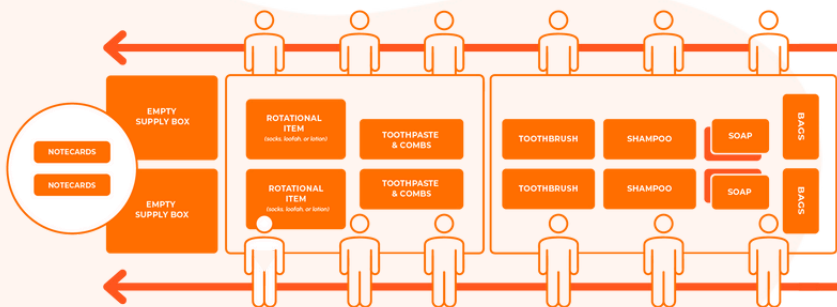 NOTECARDS
NOTECARDS
EMPTY
SUPPLY BOX
EMPTY
SUPPLY BOX
ROTATIONAL
ITEM
(socks, loofah, or lotion)
ROTATIONAL
ITEM
(socks, loofah, or lotion)
TOOTHPASTE
& COMBS
TOOTHPASTE
& COMBS
TOOTHBRUSH
TOOTHBRUSH
SHAMPOO
SHAMPOO
SOAP
SOAP
BAGS
BAGS